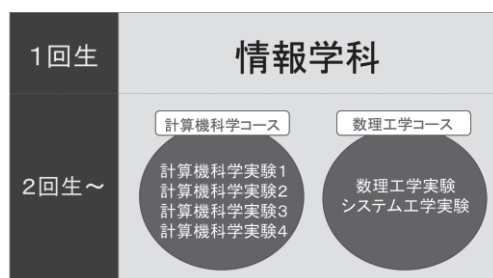 1回生
情報学科
2回生～
計算機科学コース
計算機科学実験1
計算機科学実験2
計算機科学実験3
計算機科学実験4
数理工学コース
数理工学実験
システム工学実験